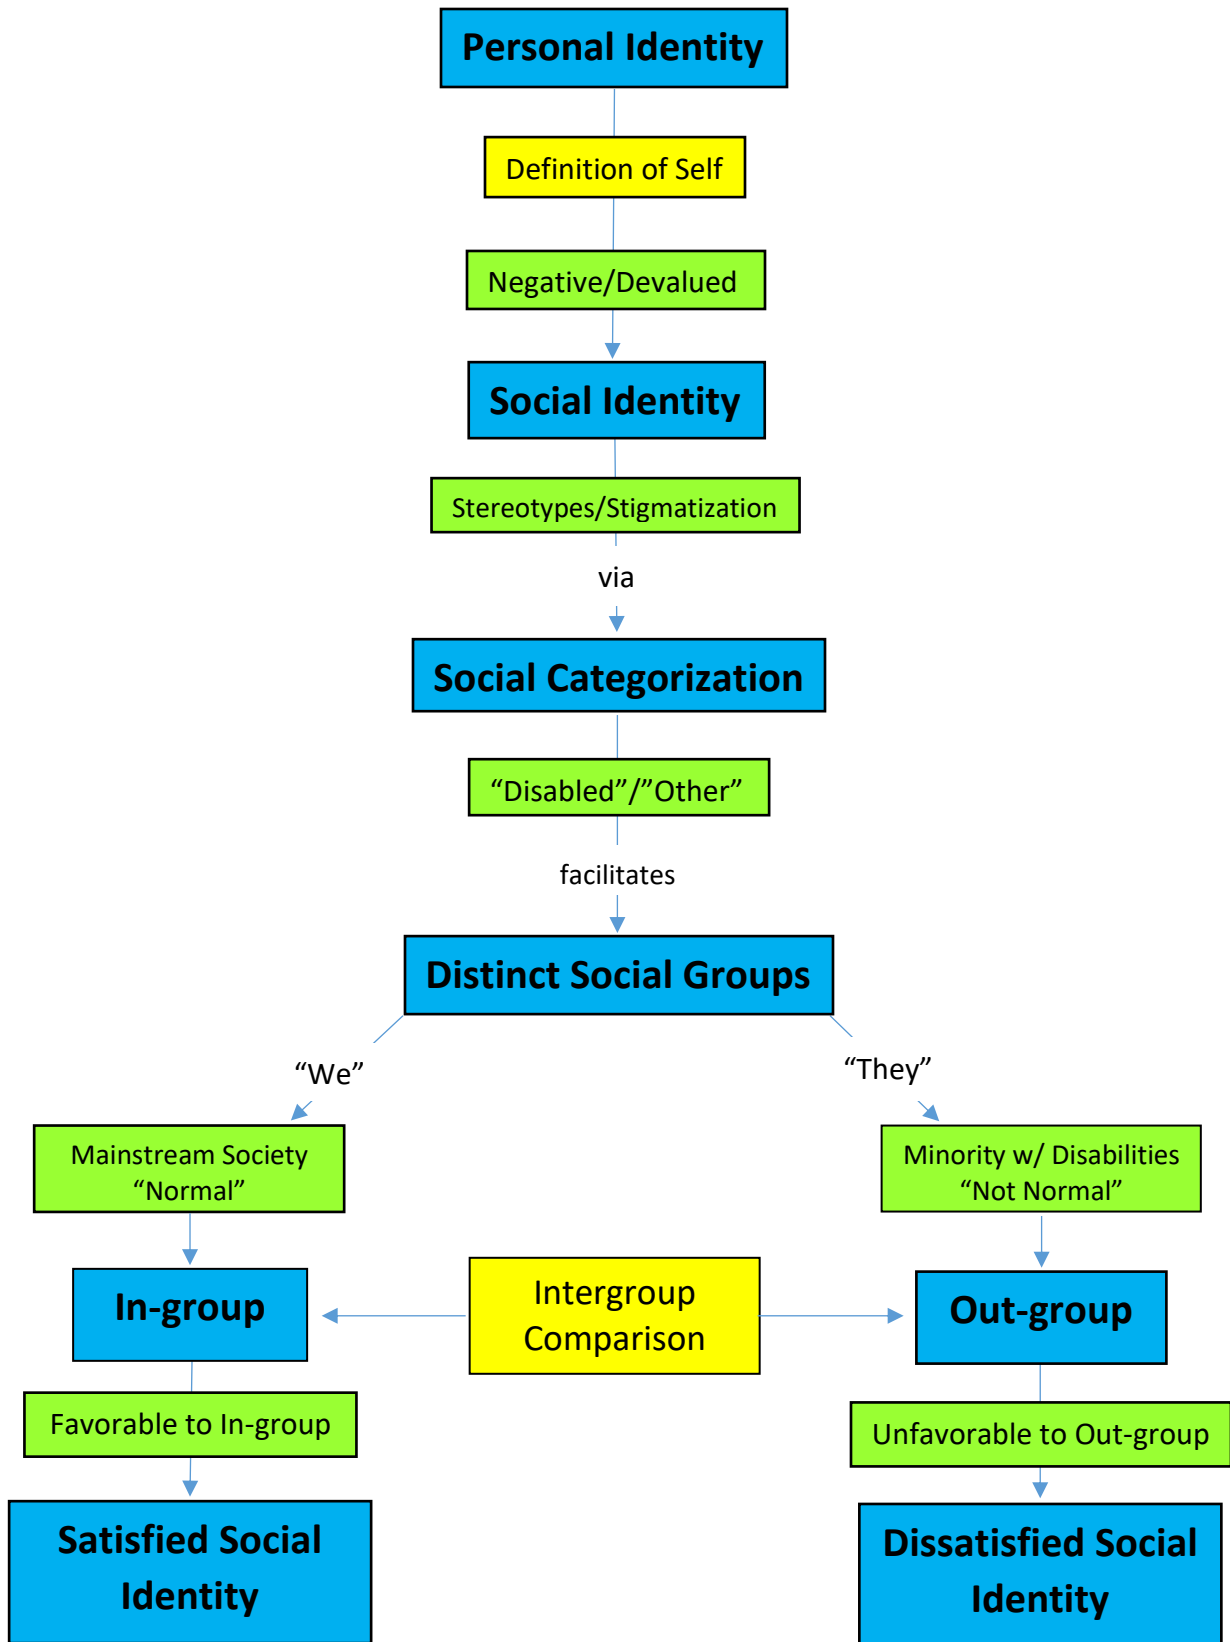 Personal Identity
Definition of Self
Negative/Devalued
Social Identity
Stereotypes/Stigmatization
via
Social Categorization
“Disabled”/”Other”
facilitates
Distinct Social Groups
“We”
“They”
Mainstream Society
“Normal”
Minority w/ Disabilities
“Not Normal”
In-group
Intergroup
Comparison
Out-group
Favorable to In-group
Unfavorable to Out-group
Satisfied Social
Identity
Dissatisfied Social
Identity